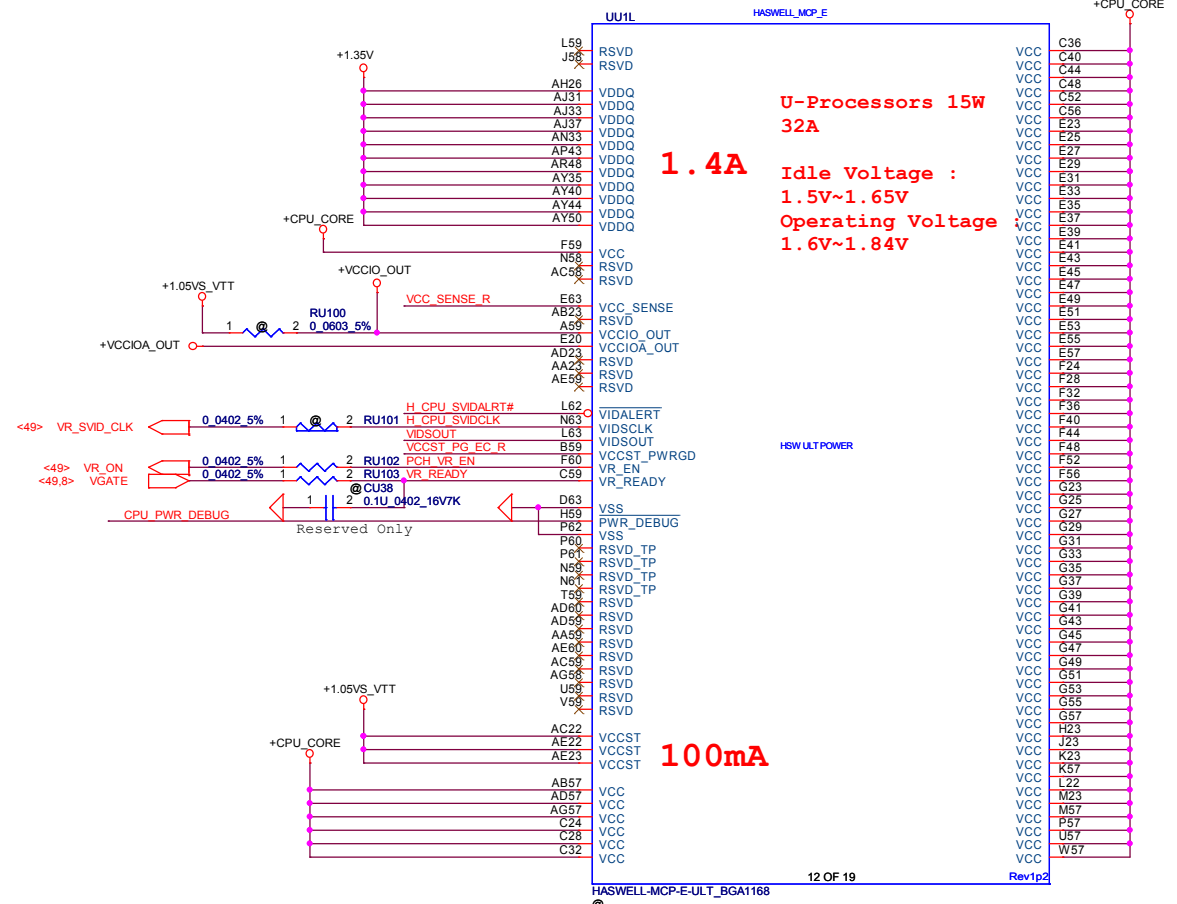 +CPU_CORE
UU1L
HASWELL_MCP_E
+1.35V
L59 RSVD
J58 RSVD
AH26 VDDQ
AJ31 VDDQ
AJ33 VDDQ
AJ37 VDDQ
AN33 VDDQ
AP43 VDDQ
AR48 VDDQ
AY35 VDDQ
AY40 VDDQ
AY44 VDDQ
AY50 VDDQ
1.4A
U-Processors 15W
32A
Idle Voltage :
1.5V~1.65V
Operating Voltage :
1.6V~1.84V
+CPU_CORE
F59 VCC
N58 RSVD
AC58 RSVD
+VCCIO_OUT
+1.05VS_VTT
VCC_SENSE_R E63 VCC_SENSE
AB23 RSVD
RU100
1 @ 2 0_0603_5%
A59 VCCIO_OUT
+VCCIOA_OUT E20 VCCIOA_OUT
AD23 RSVD
AA23 RSVD
AE59 RSVD
H_CPU_SVIDALRT# L62 VIDALERT
<49> VR_SVID_CLK 0_0402_5% 1 @ 2 RU101 H_CPU_SVIDCLK N63 VIDSCLK
VIDSOUT L63 VIDSOUT
VCCST_PG_EC_R B59 VCCST_PWRGD
<49> VR_ON 0_0402_5% 1 2 RU102 PCH_VR_EN F60 VR_EN
<49,8> VGATE 0_0402_5% 1 2 RU103 VR_READY C59 VR_READY
@ CU38
1 2 0.1U_0402_16V7K
D63 VSS
CPU_PWR_DEBUG H59 PWR_DEBUG
Reserved Only
P62 VSS
P60 RSVD_TP
P61 RSVD_TP
N59 RSVD_TP
N61 RSVD_TP
T59 RSVD
AD60 RSVD
AD59 RSVD
AA59 RSVD
AE60 RSVD
AC59 RSVD
AG58 RSVD
U59 RSVD
V59 RSVD
HSW ULT POWER
+1.05VS_VTT
AC22 VCCST
AE22 VCCST
AE23 VCCST
100mA
+CPU_CORE
AB57 VCC
AD57 VCC
AG57 VCC
C24 VCC
C28 VCC
C32 VCC
VCC C36
VCC C40
VCC C44
VCC C48
VCC C52
VCC C56
VCC E23
VCC E25
VCC E27
VCC E29
VCC E31
VCC E33
VCC E35
VCC E37
VCC E39
VCC E41
VCC E43
VCC E45
VCC E47
VCC E49
VCC E51
VCC E53
VCC E55
VCC E57
VCC F24
VCC F28
VCC F32
VCC F36
VCC F40
VCC F44
VCC F48
VCC F52
VCC F56
VCC G23
VCC G25
VCC G27
VCC G29
VCC G31
VCC G33
VCC G35
VCC G37
VCC G39
VCC G41
VCC G43
VCC G45
VCC G47
VCC G49
VCC G51
VCC G53
VCC G55
VCC G57
VCC H23
VCC J23
VCC K23
VCC K57
VCC L22
VCC M23
VCC M57
VCC P57
VCC U57
VCC W57
12 OF 19
Rev1p2
HASWELL-MCP-E-ULT_BGA1168
@